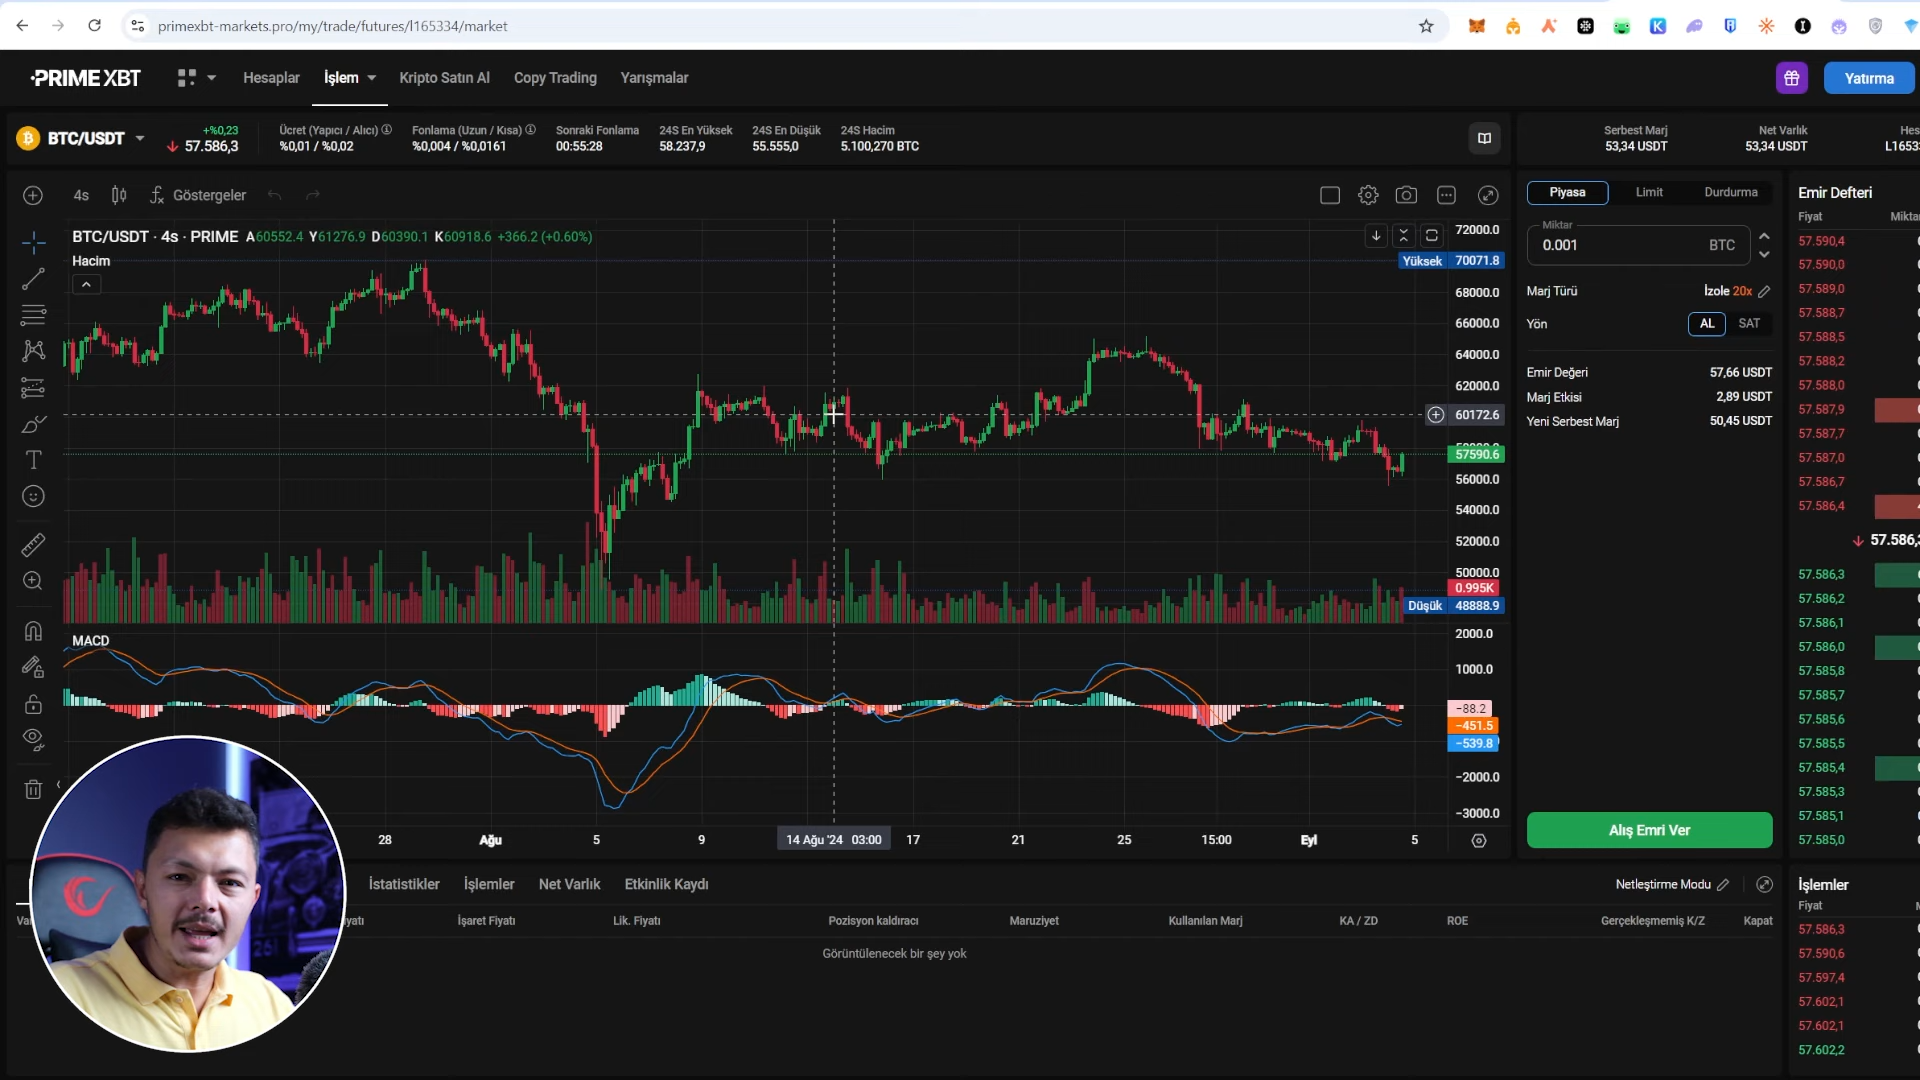 primexbt-markets.pro/my/trade/futures/l165334/market
PRIME XBT
Hesaplar
İşlem
Kripto Satın Al
Copy Trading
Yarışmalar
Yatırma
BTC/USDT
+%0,23
57.586,3
Ücret (Yapıcı / Alıcı)
%0,01 / %0,02
Fonlama (Uzun / Kısa)
%0,004 / %0,0161
Sonraki Fonlama
00:55:28
24S En Yüksek
58.237,9
24S En Düşük
55.555,0
24S Hacim
5.100,270 BTC
Serbest Marj
53,34 USDT
Net Varlık
53,34 USDT
Hes
L1653
4s
Göstergeler
BTC/USDT · 4s · PRIME A60552.4 Y61276.9 D60390.1 K60918.6 +366.2 (+0.60%)
Hacim
72000.0
Yüksek 70071.8
68000.0
66000.0
64000.0
62000.0
60172.6
57590.6
56000.0
54000.0
52000.0
50000.0
0.995K
Düşük 48888.9
MACD
2000.0
1000.0
−88.2
−451.5
−539.8
−2000.0
−3000.0
28
Ağu
5
9
14 Ağu '24 03:00
17
21
25
15:00
Eyl
5
Piyasa
Limit
Durdurma
Miktar
0.001
BTC
Marj Türü
İzole 20x
Yön
AL
SAT
Emir Değeri
57,66 USDT
Marj Etkisi
2,89 USDT
Yeni Serbest Marj
50,45 USDT
Alış Emri Ver
Emir Defteri
Fiyat
Mikta
57.590,4
57.590,0
57.589,0
57.588,7
57.588,5
57.588,2
57.588,0
57.587,9
57.587,7
57.587,0
57.586,7
57.586,4
57.586,3
57.586,3
57.586,2
57.586,1
57.586,0
57.585,8
57.585,7
57.585,6
57.585,5
57.585,4
57.585,3
57.585,1
57.585,0
İstatistikler
İşlemler
Net Varlık
Etkinlik Kaydı
Netleştirme Modu
Va
iyatı
İşaret Fiyatı
Lik. Fiyatı
Pozisyon kaldıracı
Maruziyet
Kullanılan Marj
KA / ZD
ROE
Gerçekleşmemiş K/Z
Kapat
Görüntülenecek bir şey yok
İşlemler
Fiyat
57.586,3
57.590,6
57.597,4
57.602,1
57.602,1
57.602,2